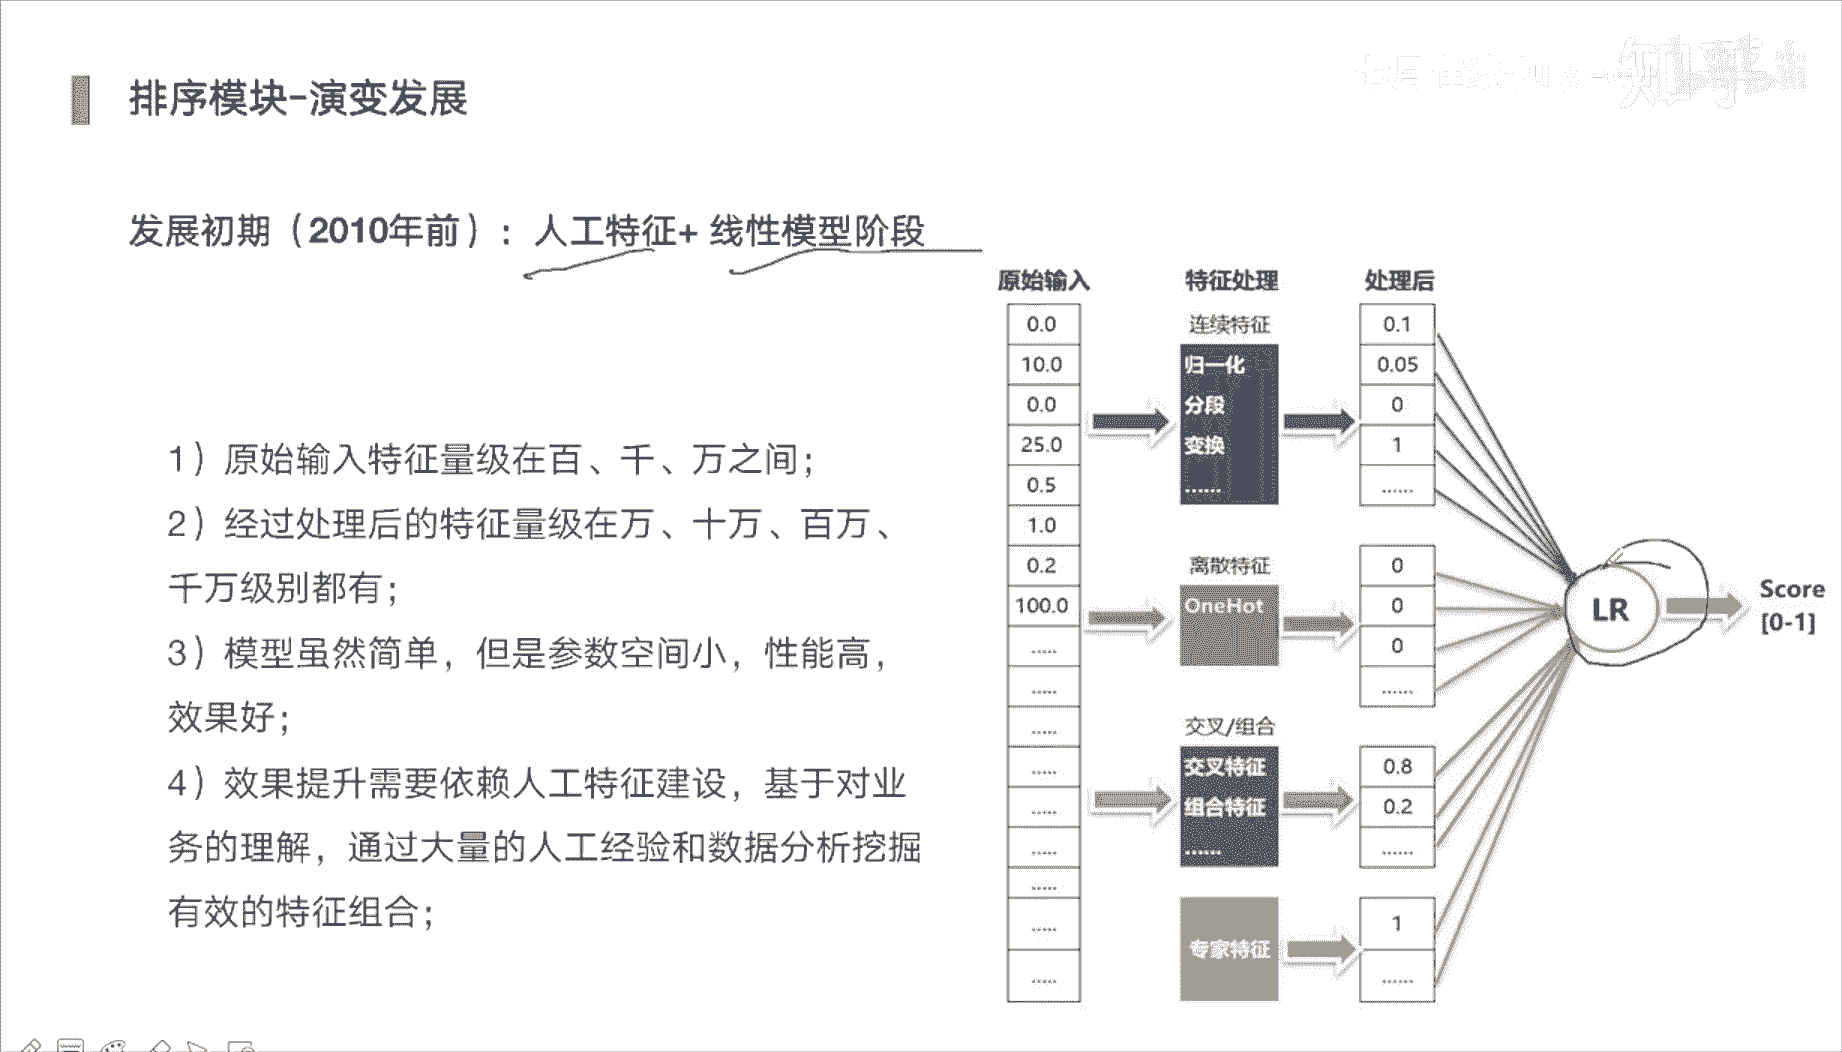 排序模块-演变发展
知乎
发展初期（2010年前）：人工特征+ 线性模型阶段
1）原始输入特征量级在百、千、万之间；
2）经过处理后的特征量级在万、十万、百万、
千万级别都有；
3）模型虽然简单，但是参数空间小，性能高，
效果好；
4）效果提升需要依赖人工特征建设，基于对业
务的理解，通过大量的人工经验和数据分析挖掘
有效的特征组合；
原始输入
0.0
10.0
0.0
25.0
0.5
1.0
0.2
100.0
.....
.....
.....
.....
.....
.....
.....
.....
.....
特征处理
连续特征
归一化
分段
变换
......
离散特征
OneHot
交叉/组合
交叉特征
组合特征
......
专家特征
处理后
0.1
0.05
0
1
......
0
0
0
......
0.8
0.2
......
1
......
LR
Score
[0-1]